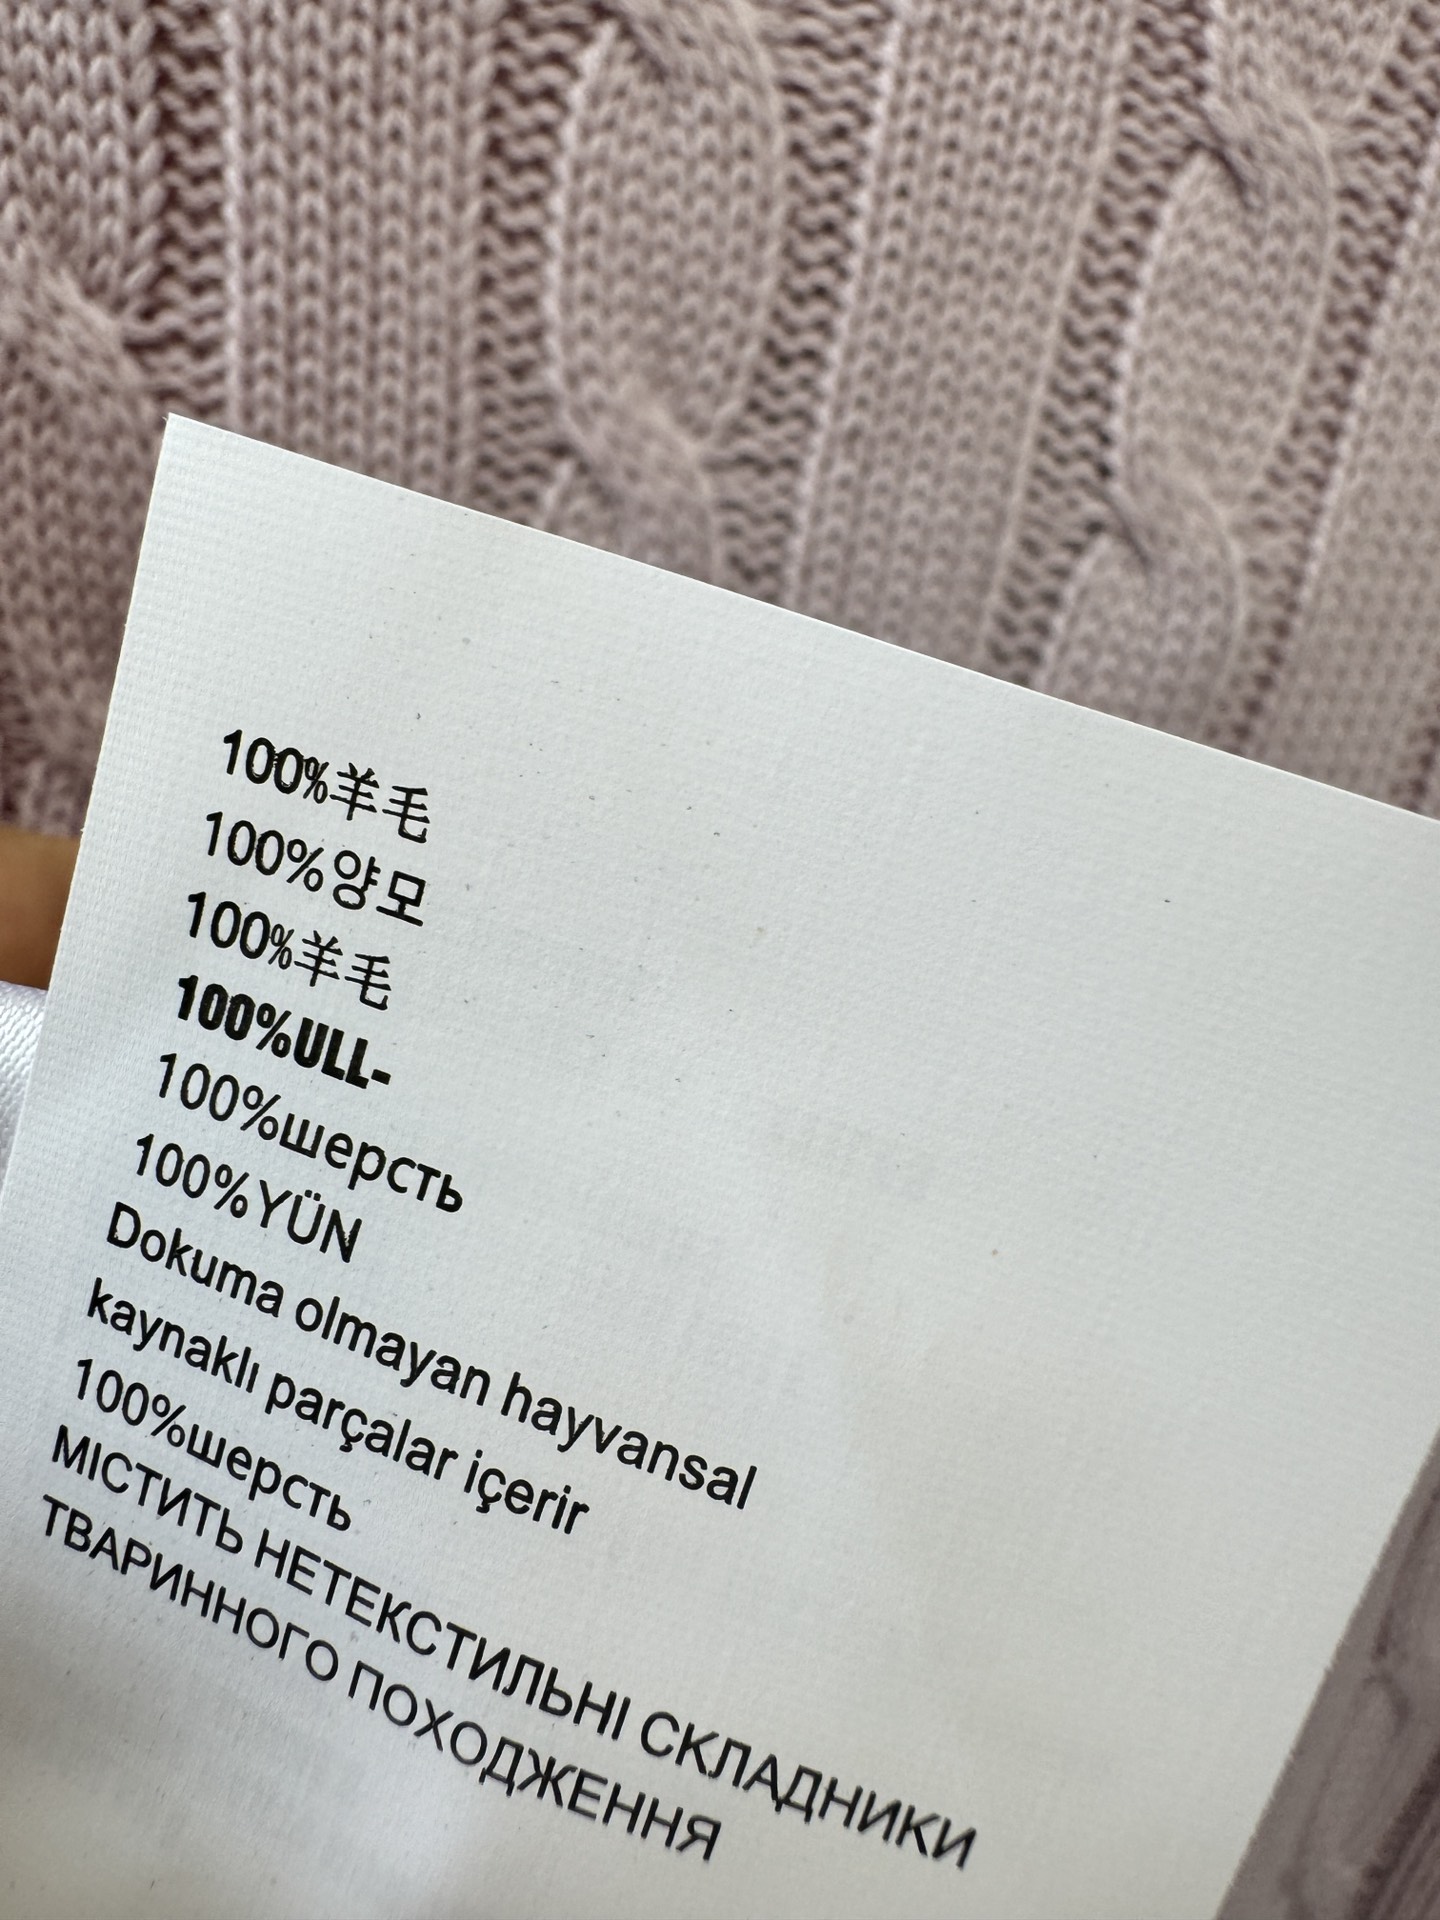 100%羊毛
100%양모
100%羊毛
100%ULL-
100%шерсть
100%YÜN
Dokuma olmayan hayvansal
kaynaklı parçalar içerir
100%шерсть
МІСТИТЬ НЕТЕКСТИЛЬНІ СКЛАДНИКИ
ТВАРИННОГО ПОХОДЖЕННЯ